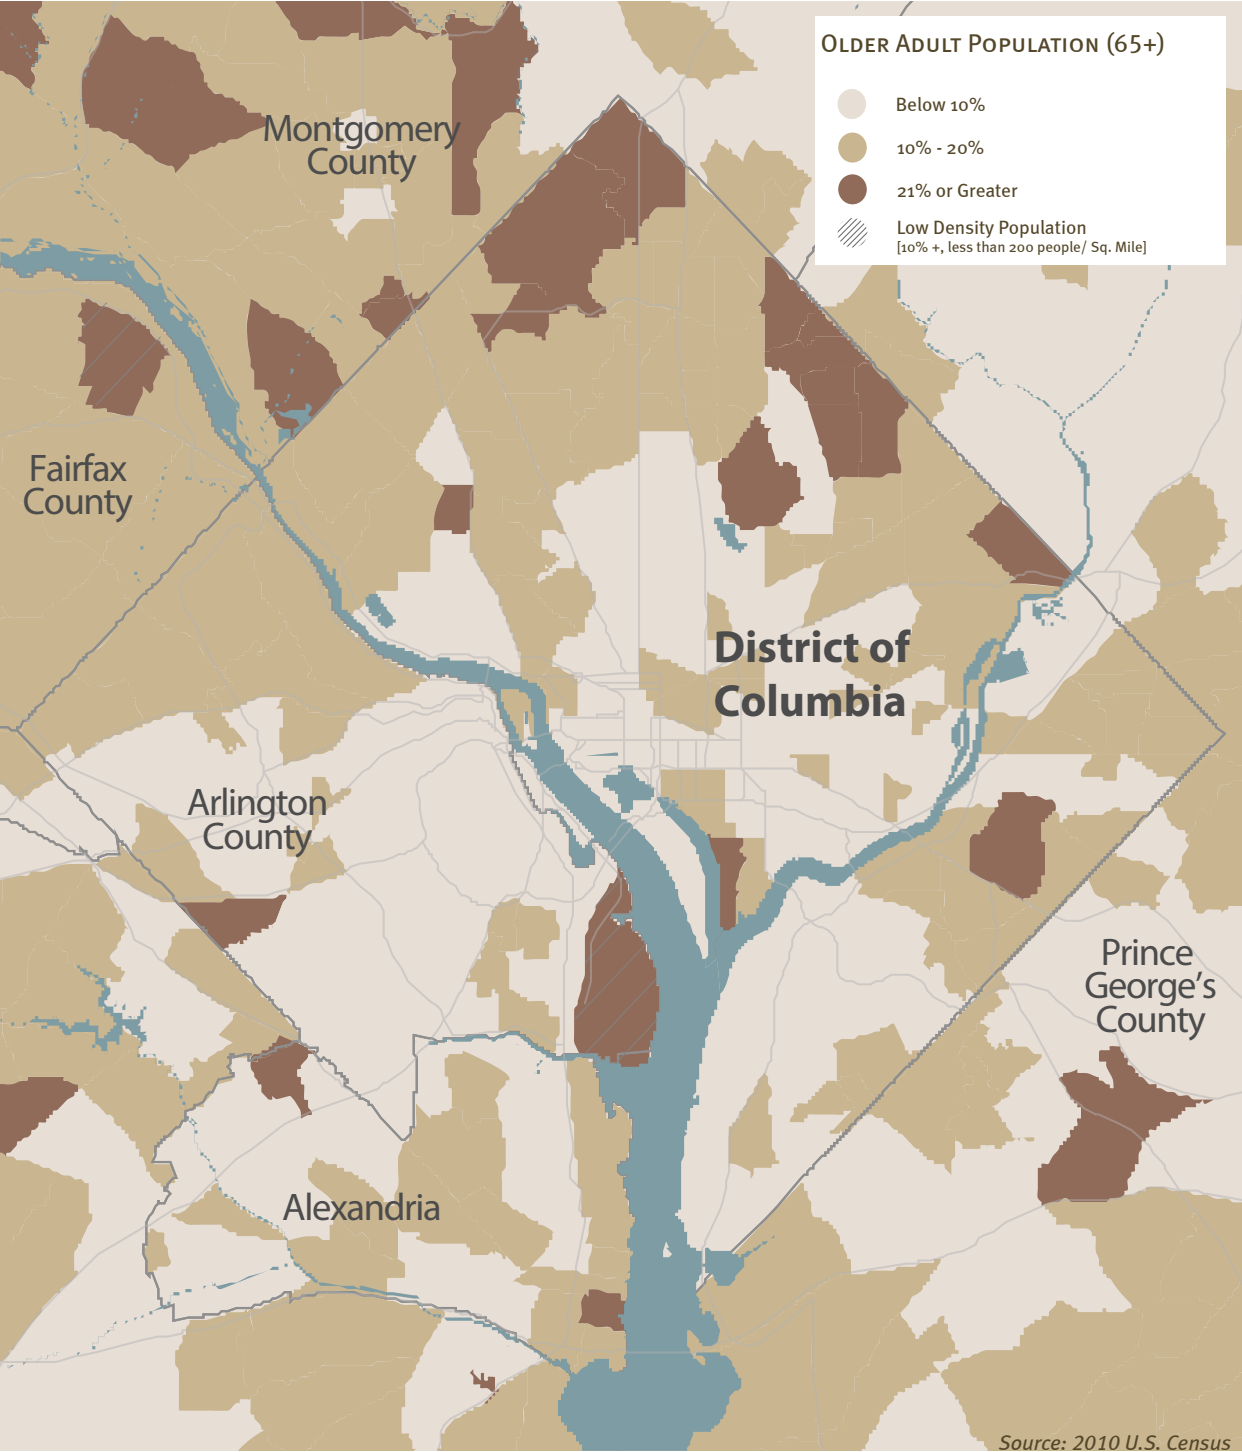 OLDER ADULT POPULATION (65+)
Below 10%
10% - 20%
21% or Greater
Low Density Population
[10% +, less than 200 people/ Sq. Mile]
Montgomery
County
Fairfax
County
District of
Columbia
Arlington
County
Prince
George's
County
Alexandria
Source: 2010 U.S. Census